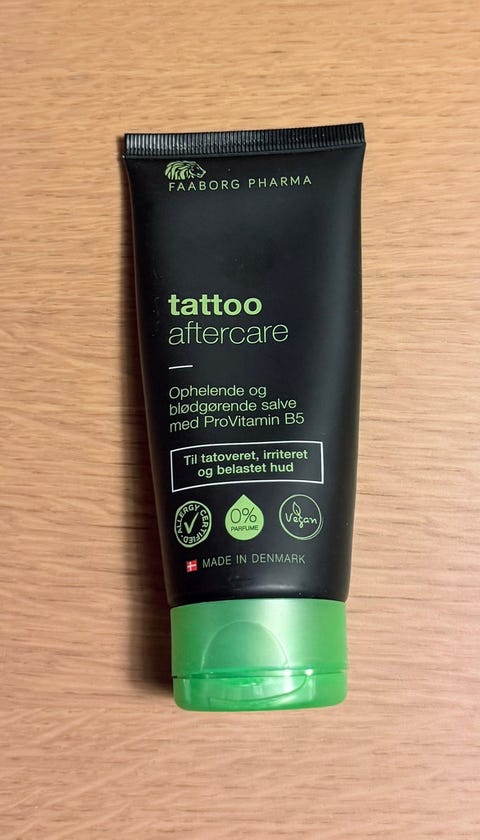 FAABORG PHARMA
tattoo
aftercare
Ophelende og
blødgørende salve
med ProVitamin B5
Til tatoveret, irriteret
og belastet hud
ALLERGY CERTIFIED
0%
PARFUME
Vegan
MADE IN DENMARK